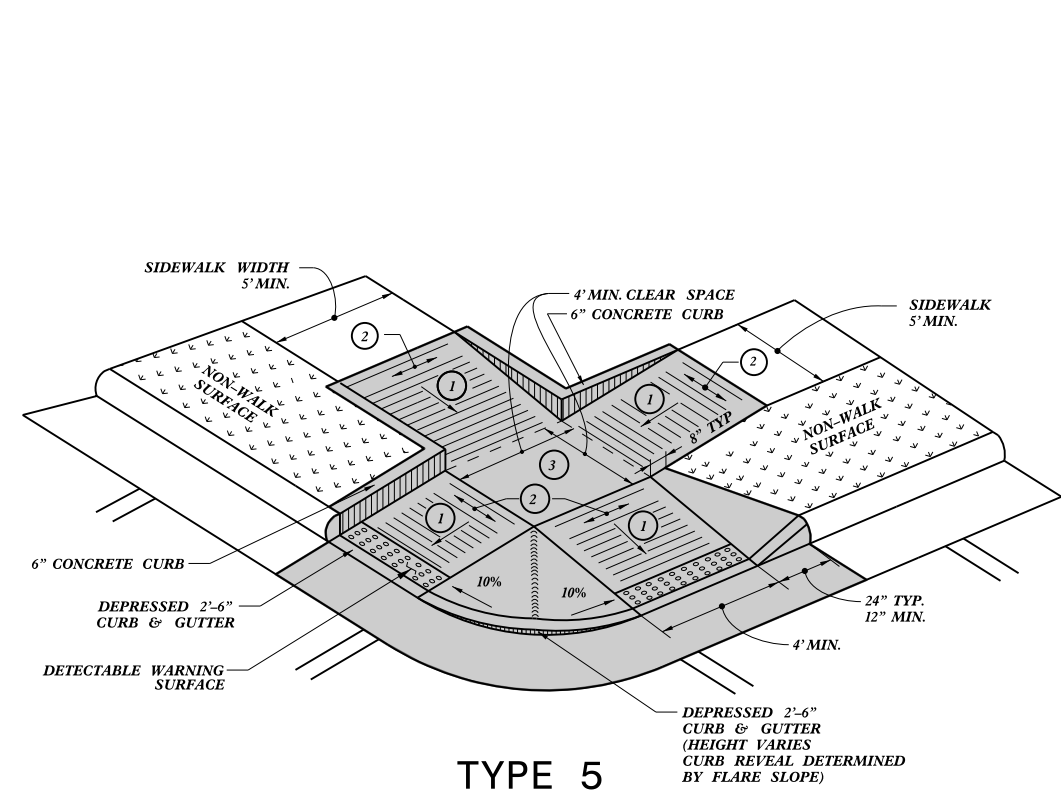 SIDEWALK WIDTH
5' MIN.
4' MIN. CLEAR SPACE
6" CONCRETE CURB
SIDEWALK
5' MIN.
2
2
1
1
NON-WALK
SURFACE
NON-WALK
SURFACE
8" TYP
3
2
1
1
10%
10%
6" CONCRETE CURB
DEPRESSED 2'-6"
CURB & GUTTER
DETECTABLE WARNING
SURFACE
24" TYP.
12" MIN.
4' MIN.
DEPRESSED 2'-6"
CURB & GUTTER
(HEIGHT VARIES
CURB REVEAL DETERMINED
BY FLARE SLOPE)
TYPE 5